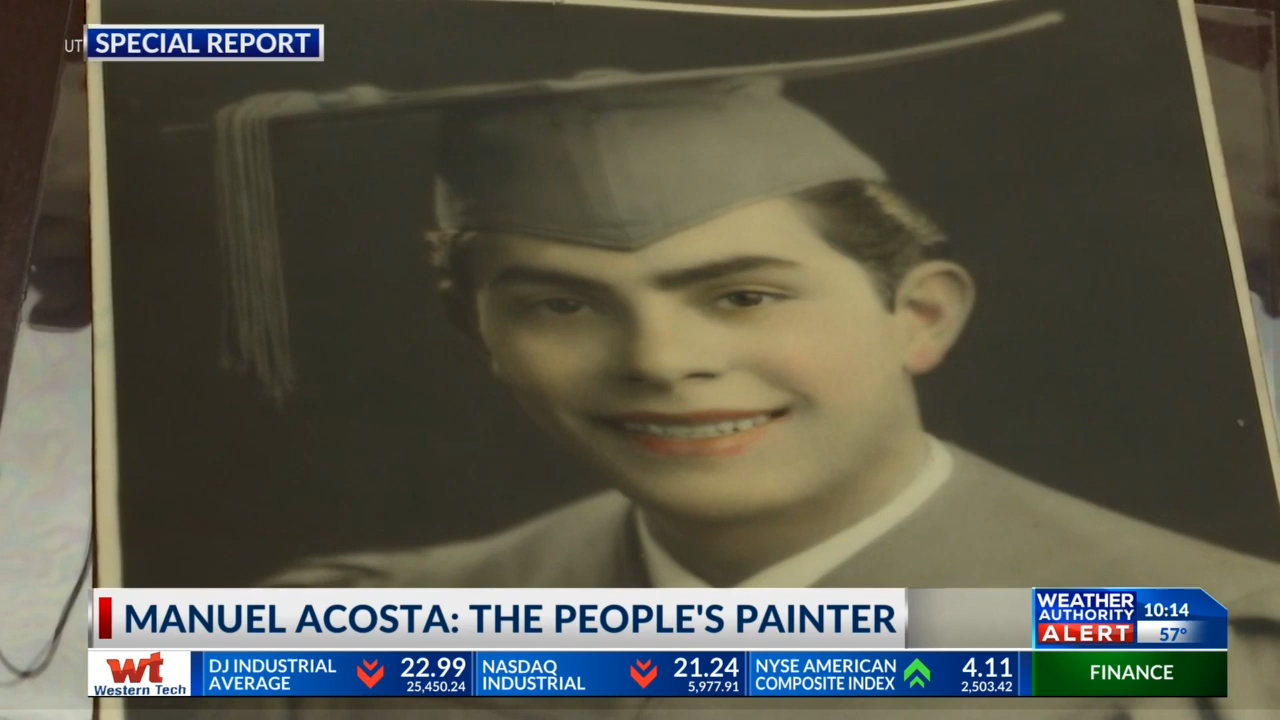 UT
SPECIAL REPORT
MANUEL ACOSTA: THE PEOPLE'S PAINTER
WEATHER
AUTHORITY
ALERT
10:14
57°
wt
Western Tech
DJ INDUSTRIAL
AVERAGE
22.99
25,450.24
NASDAQ
INDUSTRIAL
21.24
5,977.91
NYSE AMERICAN
COMPOSITE INDEX
4.11
2,503.42
FINANCE